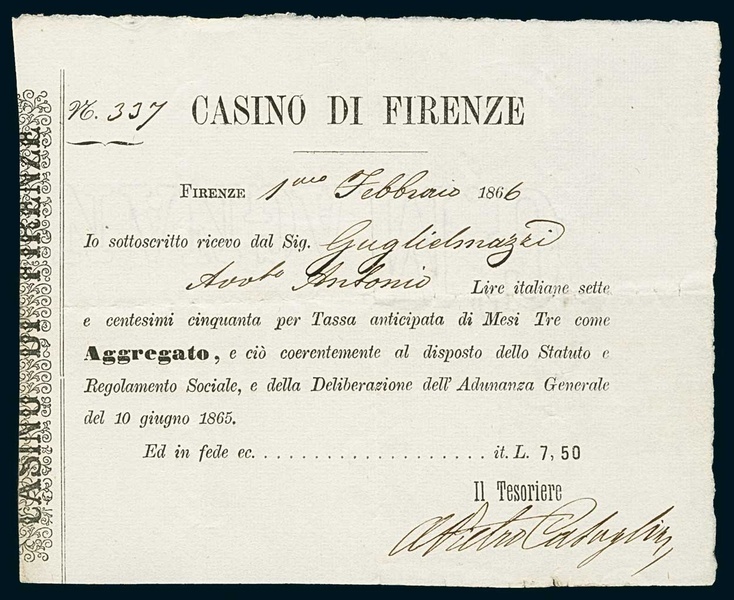 CASINO DI FIRENZE
N. 337
CASINO DI FIRENZE
FIRENZE 1mo Febbraio 1866
Io sottoscritto ricevo dal Sig. Guglielmazzi
Avvto Antonio Lire italiane sette
e centesimi cinquanta per Tassa anticipata di Mesi Tre come
Aggregato, e ciò coerentemente al disposto dello Statuto e
Regolamento Sociale, e della Deliberazione dell' Adunanza Generale
del 10 giugno 1865.
Ed in fede ec. . . . . . . . . . . . . . . . . . . . it. L. 7,50
Il Tesoriere
Pietro